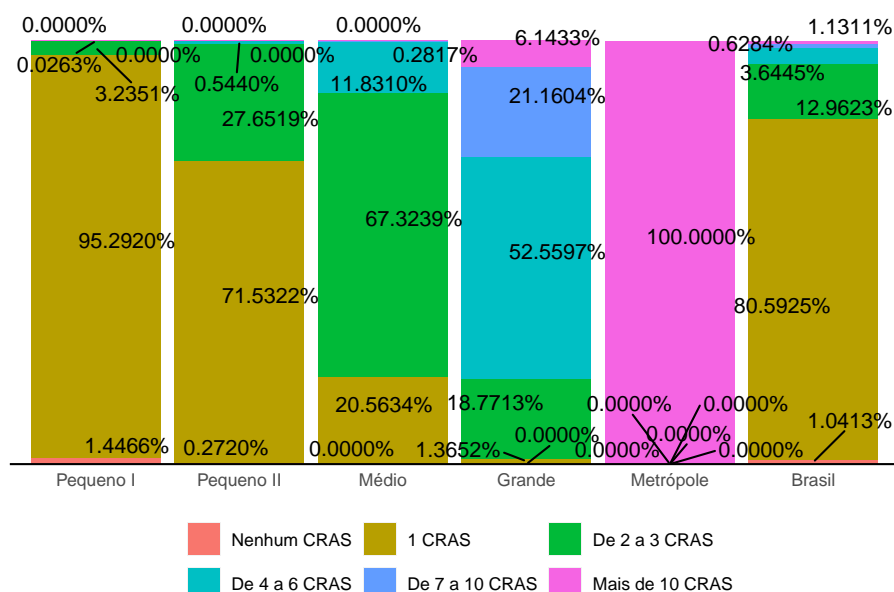 0.0000% 0.0000% 0.0000% 6.1433% 1.1311%
0.0263% 0.0000% 0.0000% 0.2817% 0.6284%
3.2351% 0.5440% 11.8310% 21.1604% 3.6445%
27.6519% 12.9623%
95.2920% 67.3239% 52.5597% 100.0000%
71.5322% 80.5925%
20.5634% 18.7713% 0.0000% 0.0000%
1.4466% 0.2720% 0.0000% 1.3652% 0.0000% 0.0000% 0.0000% 0.0000% 1.0413%
Pequeno I Pequeno II Médio Grande Metrópole Brasil
Nenhum CRAS 1 CRAS De 2 a 3 CRAS
De 4 a 6 CRAS De 7 a 10 CRAS Mais de 10 CRAS